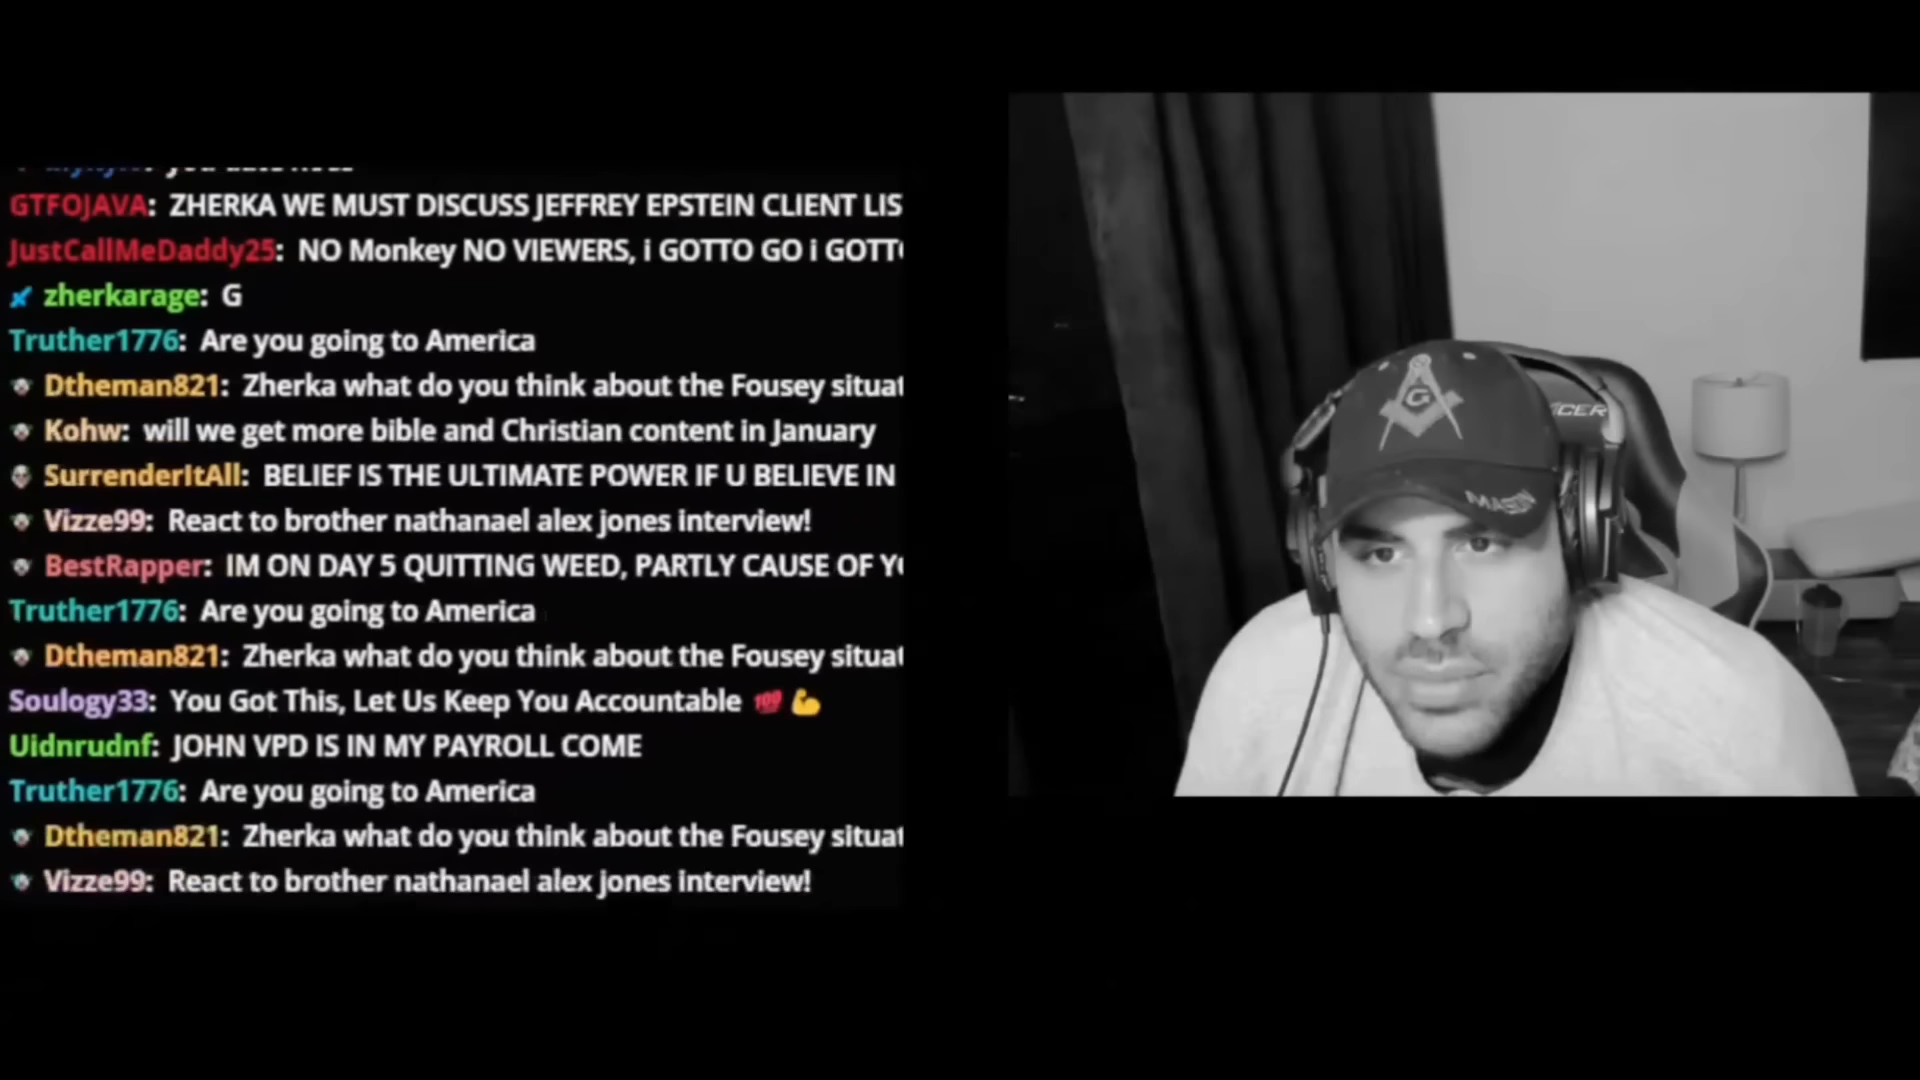 GTFOJAVA: ZHERKA WE MUST DISCUSS JEFFREY EPSTEIN CLIENT LIS
JustCallMeDaddy25: NO Monkey NO VIEWERS, i GOTTO GO i GOTT
zherkarage: G
Truther1776: Are you going to America
Dtheman821: Zherka what do you think about the Fousey situat
Kohw: will we get more bible and Christian content in January
SurrenderItAll: BELIEF IS THE ULTIMATE POWER IF U BELIEVE IN
Vizze99: React to brother nathanael alex jones interview!
BestRapper: IM ON DAY 5 QUITTING WEED, PARTLY CAUSE OF Y
Truther1776: Are you going to America
Dtheman821: Zherka what do you think about the Fousey situat
Soulogy33: You Got This, Let Us Keep You Accountable 💯 💪
Uidnrudnf: JOHN VPD IS IN MY PAYROLL COME
Truther1776: Are you going to America
Dtheman821: Zherka what do you think about the Fousey situat
Vizze99: React to brother nathanael alex jones interview!
G
MASON